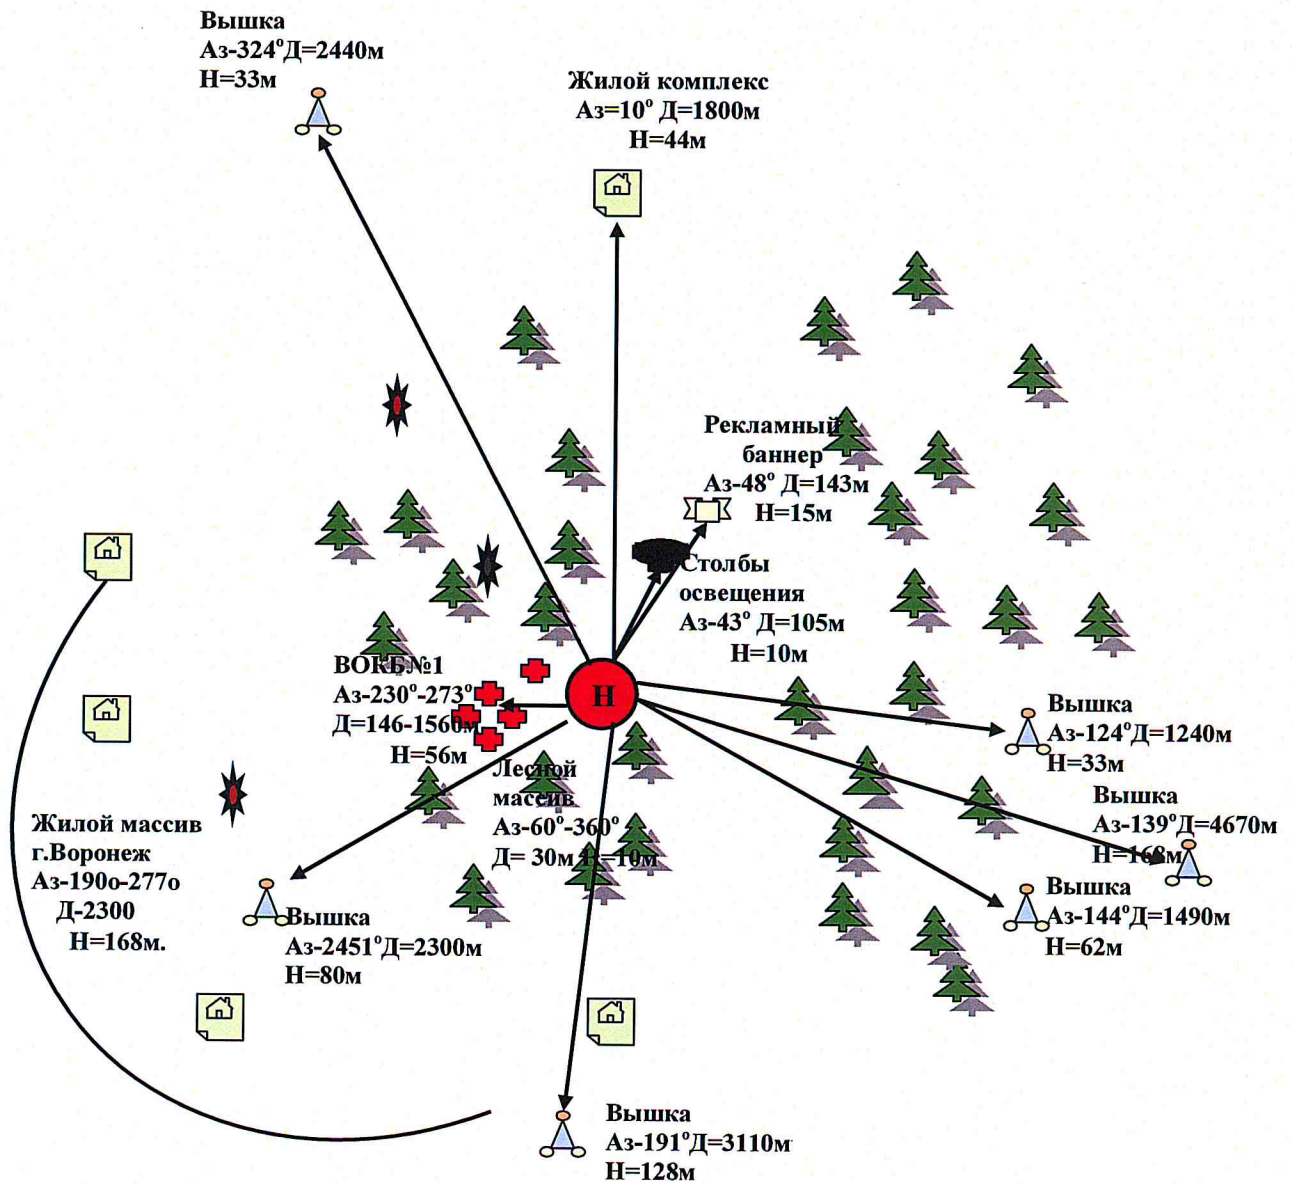 Вышка
Аз-324°Д=2440м
Н=33м
Жилой комплекс
Аз=10° Д=1800м
Н=44м
Рекламный
баннер
Аз-48° Д=143м
Н=15м
Столбы
освещения
Аз-43° Д=105м
Н=10м
ВОКБ№1
Аз-230°-273°
Д=146-1560м
Н=56м
Н
Вышка
Аз-124°Д=1240м
Н=33м
Лесной
массив
Аз-60°-360°
Д= 30м Н=10м
Вышка
Аз-139°Д=4670м
Н=168м
Жилой массив
г.Воронеж
Аз-190о-277о
Д-2300
Н=168м.
Вышка
Аз-144°Д=1490м
Н=62м
Вышка
Аз-2451°Д=2300м
Н=80м
Вышка
Аз-191°Д=3110м
Н=128м